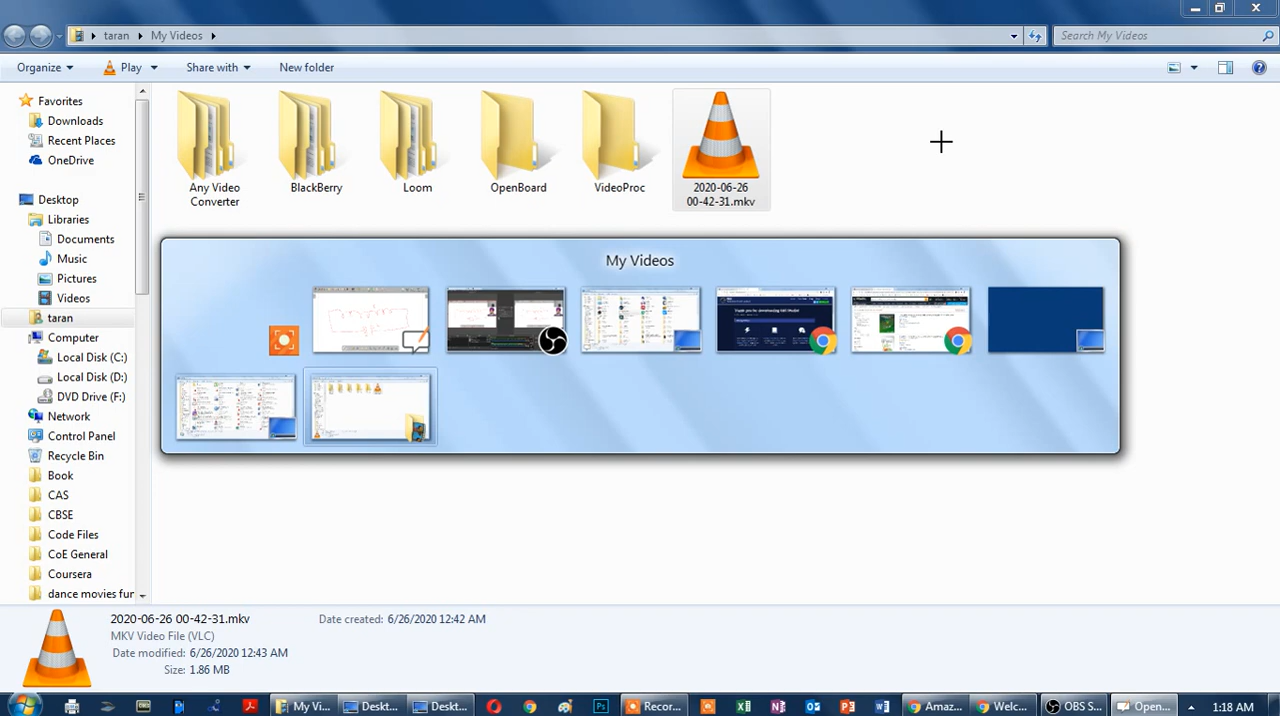 taran
My Videos
Search My Videos
Organize
Play
Share with
New folder
Favorites
Downloads
Recent Places
OneDrive
Desktop
Libraries
Documents
Music
Pictures
Videos
taran
Computer
Local Disk (C:)
Local Disk (D:)
DVD Drive (F:)
Network
Control Panel
Recycle Bin
Book
CAS
CBSE
Code Files
CoE General
Coursera
dance movies fur
Any Video
Converter
BlackBerry
Loom
OpenBoard
VideoProc
2020-06-26
00-42-31.mkv
My Videos
2020-06-26 00-42-31.mkv
Date created: 6/26/2020 12:42 AM
MKV Video File (VLC)
Date modified: 6/26/2020 12:43 AM
Size: 1.86 MB
My Vi...
Deskt...
Deskt...
Recor...
Amaz...
Welc...
OBS S...
Open...
1:18 AM